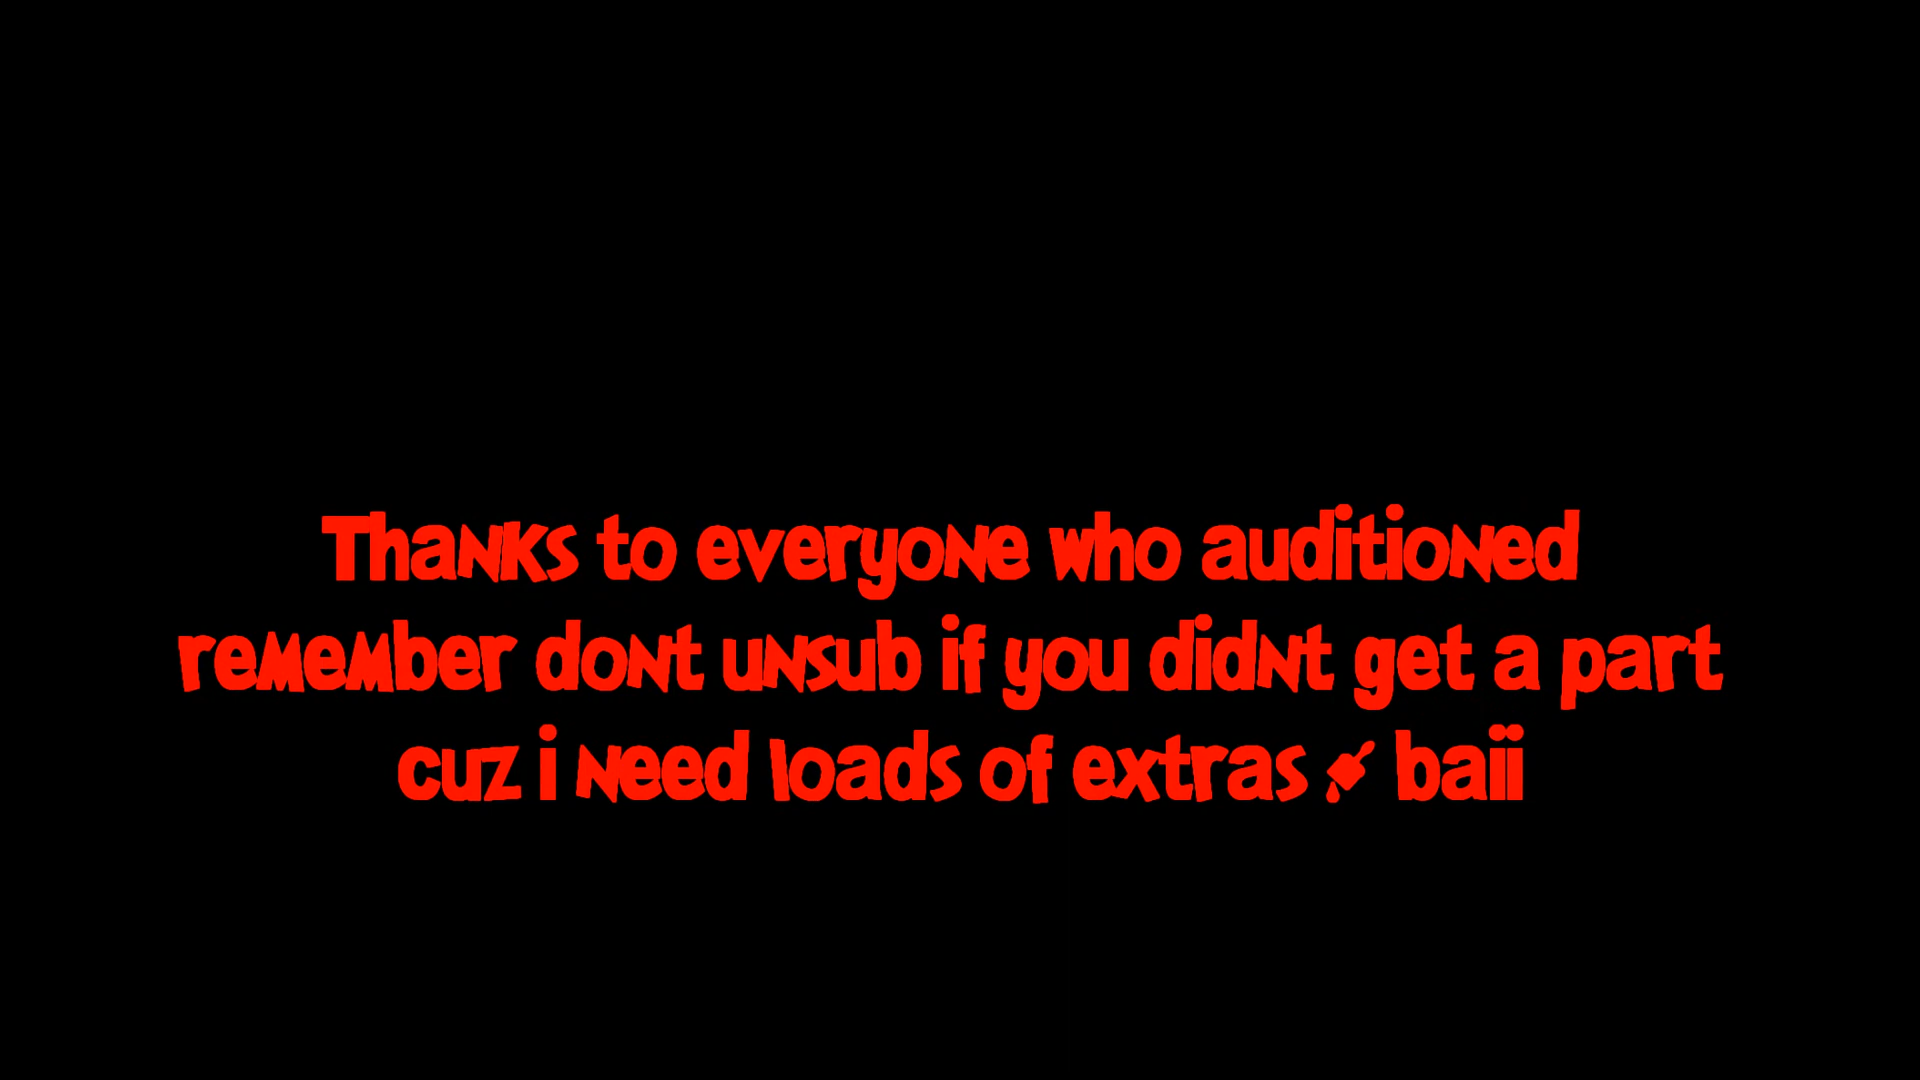 Thanks to everyone who auditioned
remember dont unsub if you didnt get a part
cuz i need loads of extras baii